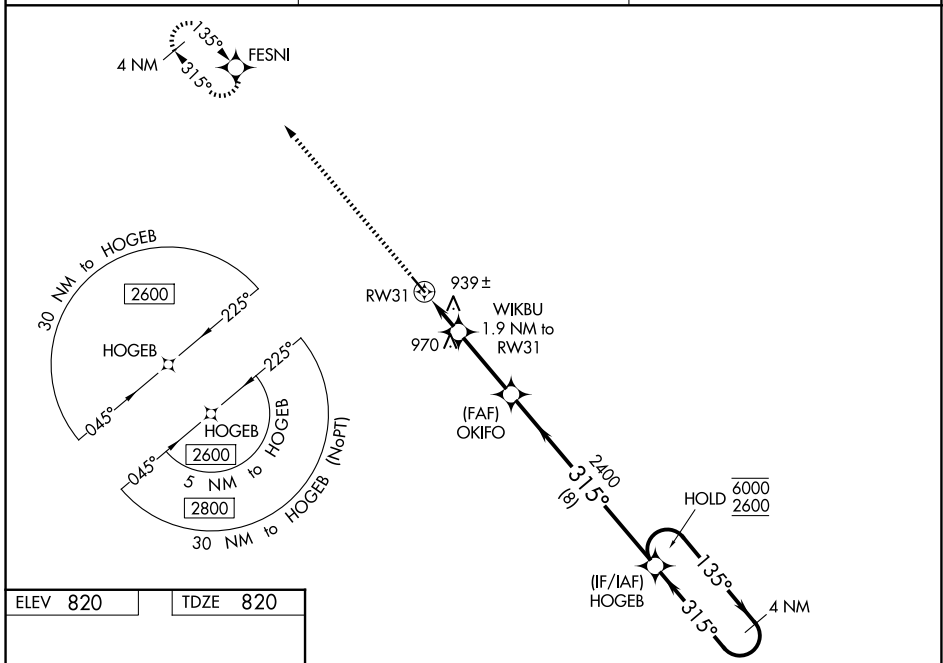 135°
FESNI
4 NM
315°
30 NM to HOGEB
2600
225°
HOGEB
045°
RW31
939 ±
WIKBU
1.9 NM to
RW31
970
225°
HOGEB
045°
2600
5 NM to HOGEB
2800
30 NM to HOGEB (NoPT)
(FAF)
OKIFO
2400
315°
(8)
HOLD
6000
2600
135°
(IF/IAF)
HOGEB
315°
4 NM
ELEV 820
TDZE 820